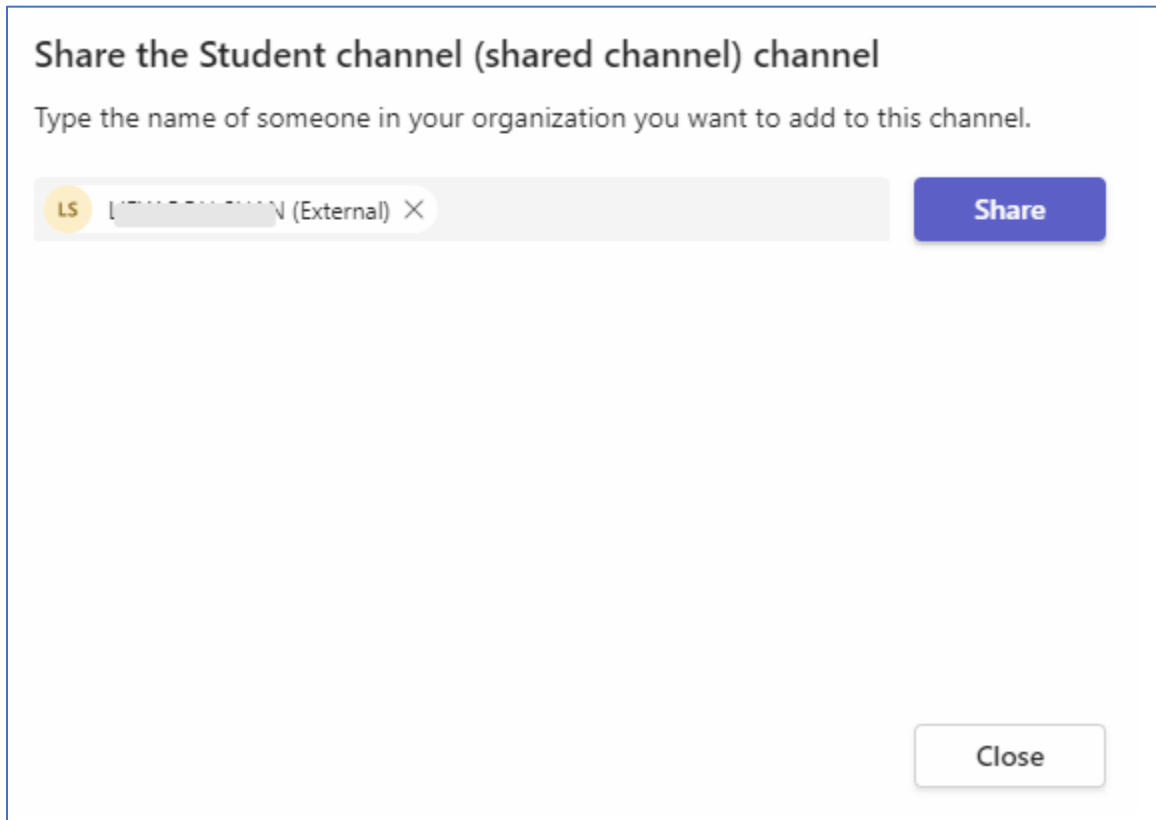 Share the Student channel (shared channel) channel
Type the name of someone in your organization you want to add to this channel.
LS (External)
Share
Close